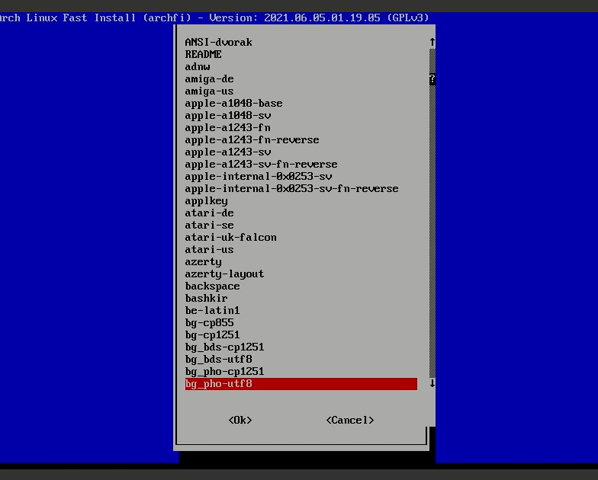 rch Linux Fast Install (archfi) - Version: 2021.06.05.01.19.05 (GPLv3)
ANSI-dvorak
README
adnw
amiga-de
amiga-us
apple-a1048-base
apple-a1048-sv
apple-a1243-fn
apple-a1243-fn-reverse
apple-a1243-sv
apple-a1243-sv-fn-reverse
apple-internal-0x0253-sv
apple-internal-0x0253-sv-fn-reverse
applkey
atari-de
atari-se
atari-uk-falcon
atari-us
azerty
azerty-layout
backspace
bashkir
be-latin1
bg-cp855
bg-cp1251
bg_bds-cp1251
bg_bds-utf8
bg_pho-cp1251
bg_pho-utf8
<Ok> <Cancel>